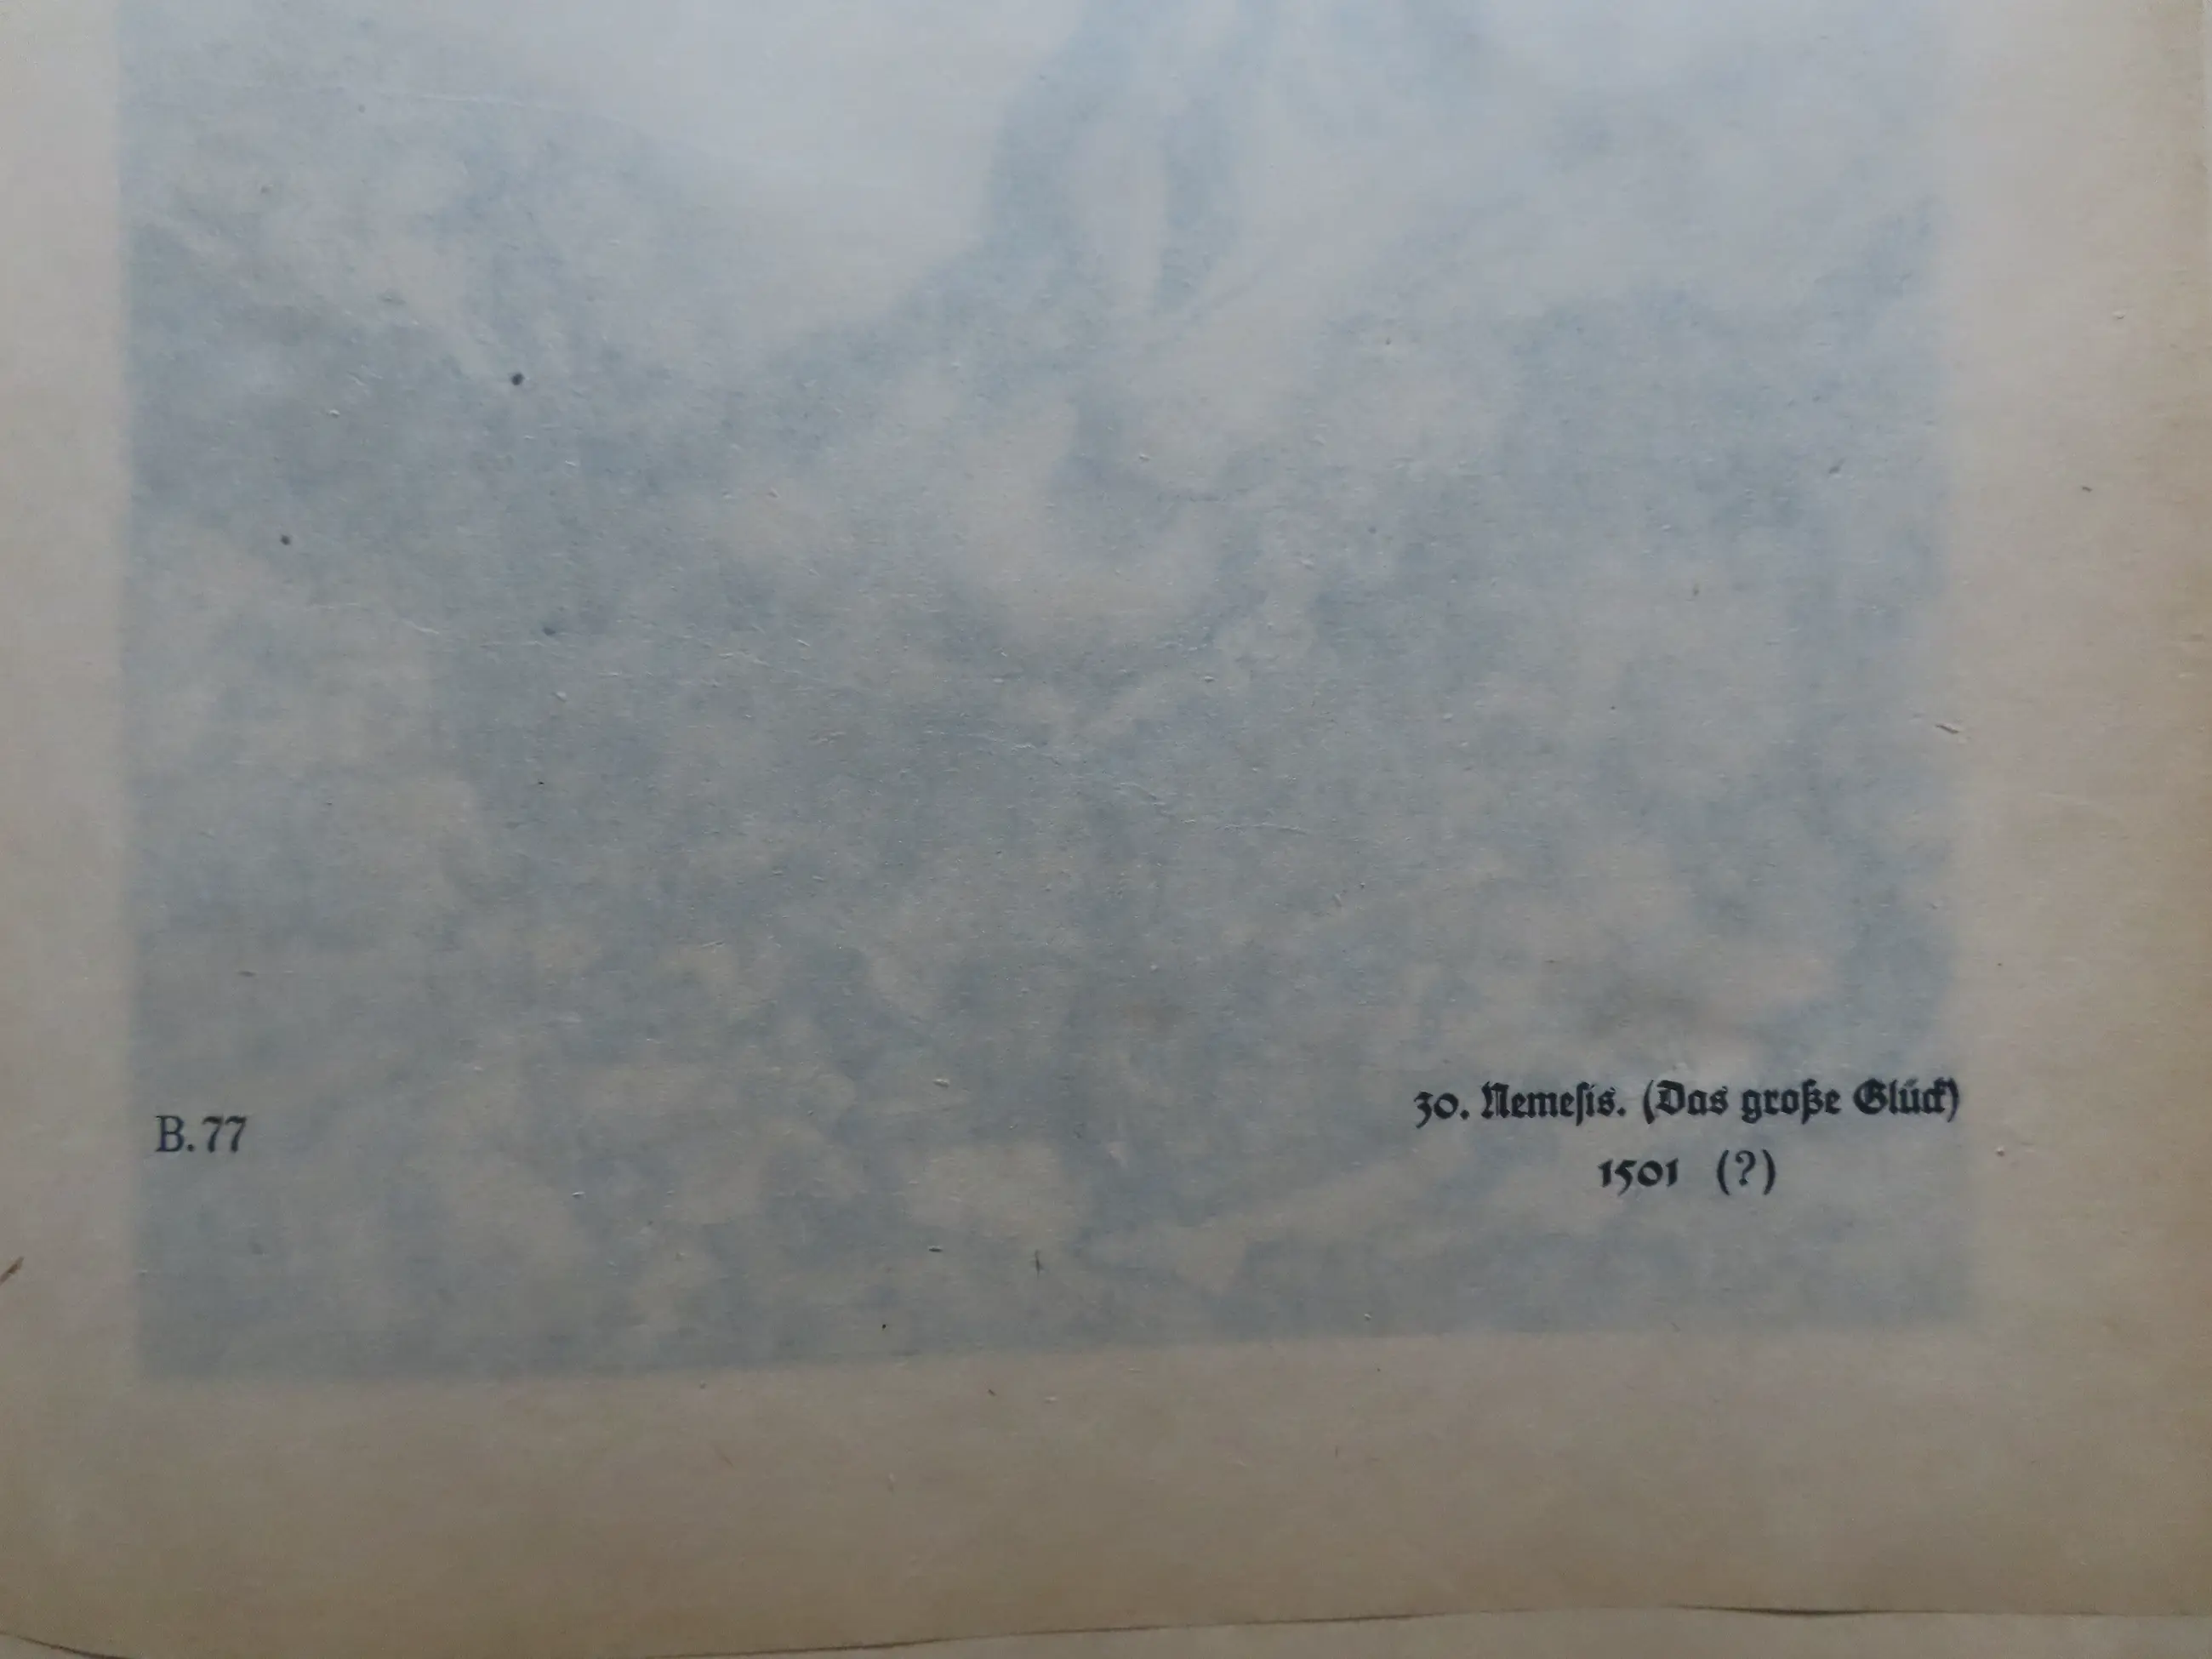 B.77
30. Nemeſis. (Das große Glück)
1501 (?)